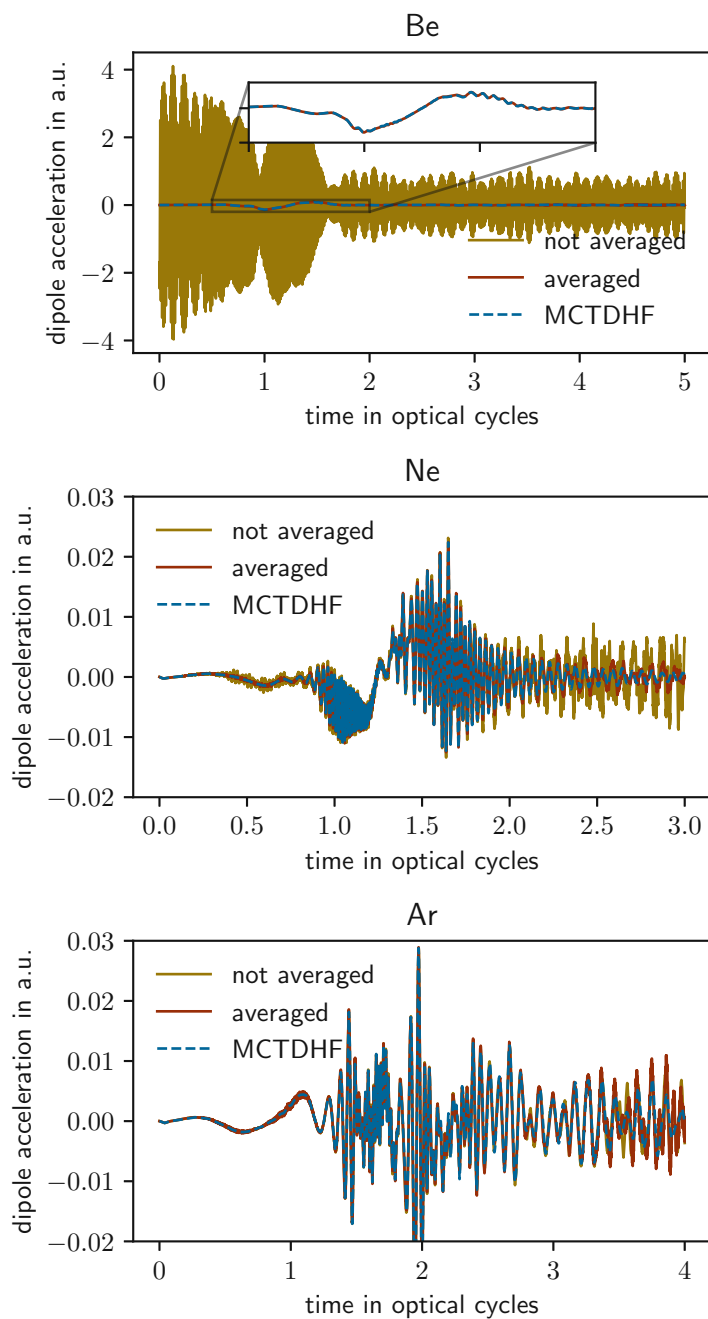 Be
dipole acceleration in a.u.
4
2
0
−2
−4
not averaged
averaged
MCTDHF
0 1 2 3 4 5
time in optical cycles
Ne
dipole acceleration in a.u.
0.03
0.02
0.01
0.00
−0.01
−0.02
not averaged
averaged
MCTDHF
0.0 0.5 1.0 1.5 2.0 2.5 3.0
time in optical cycles
Ar
dipole acceleration in a.u.
0.03
0.02
0.01
0.00
−0.01
−0.02
not averaged
averaged
MCTDHF
0 1 2 3 4
time in optical cycles